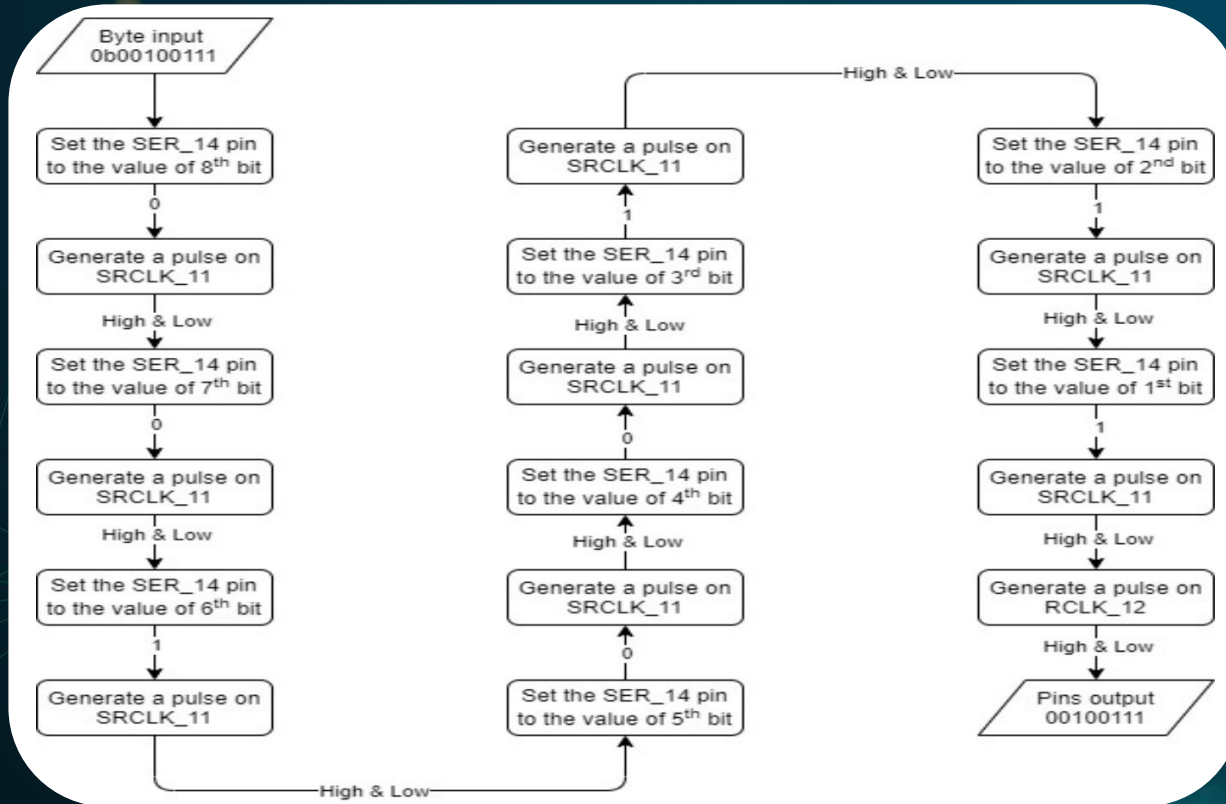 Byte input
0b00100111
Set the SER_14 pin
to the value of 8th bit
0
Generate a pulse on
SRCLK_11
High & Low
Set the SER_14 pin
to the value of 7th bit
0
Generate a pulse on
SRCLK_11
High & Low
Set the SER_14 pin
to the value of 6th bit
1
Generate a pulse on
SRCLK_11
High & Low
Set the SER_14 pin
to the value of 5th bit
0
Generate a pulse on
SRCLK_11
High & Low
Set the SER_14 pin
to the value of 4th bit
0
Generate a pulse on
SRCLK_11
High & Low
Set the SER_14 pin
to the value of 3rd bit
1
Generate a pulse on
SRCLK_11
High & Low
Set the SER_14 pin
to the value of 2nd bit
1
Generate a pulse on
SRCLK_11
High & Low
Set the SER_14 pin
to the value of 1st bit
1
Generate a pulse on
SRCLK_11
High & Low
Generate a pulse on
RCLK_12
High & Low
Pins output
00100111